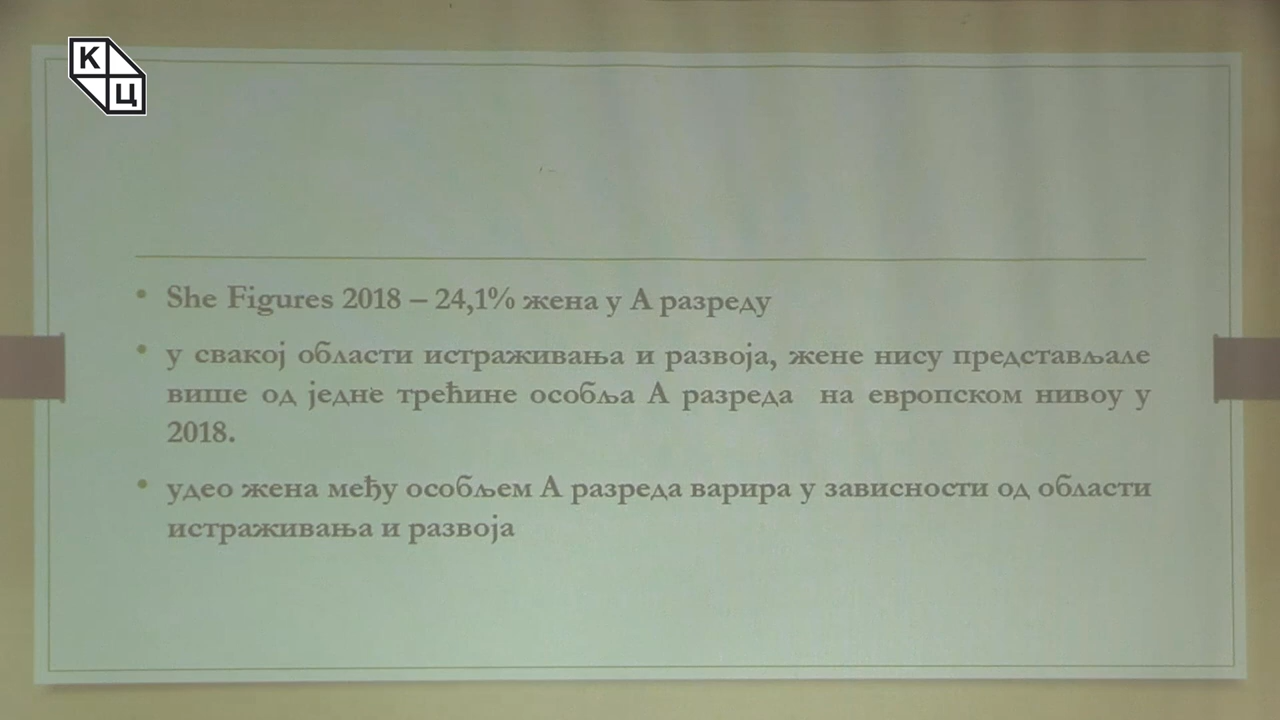 К
Ц
• She Figures 2018 – 24,1% жена у А разреду
• у свакој области истраживања и развоја, жене нису представљале
више од једне трећине особља А разреда на европском нивоу у
2018.
• удео жена међу особљем А разреда варира у зависности од области
истраживања и развоја